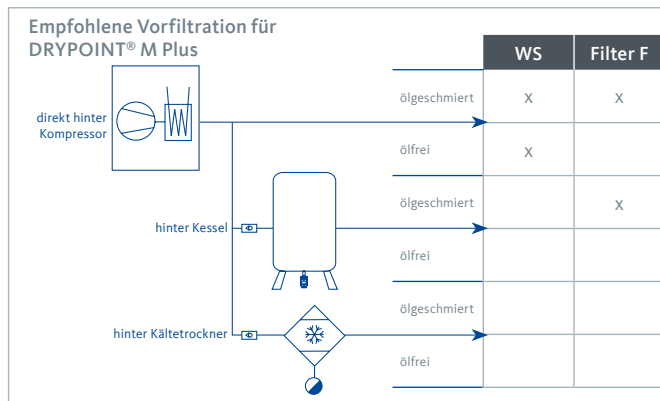 Empfohlene Vorfiltration für
DRYPOINT® M Plus
WS Filter F
direkt hinter
Kompressor
ölgeschmiert x x
ölfrei x
hinter Kessel
ölgeschmiert x
ölfrei
hinter Kältetrockner
ölgeschmiert
ölfrei